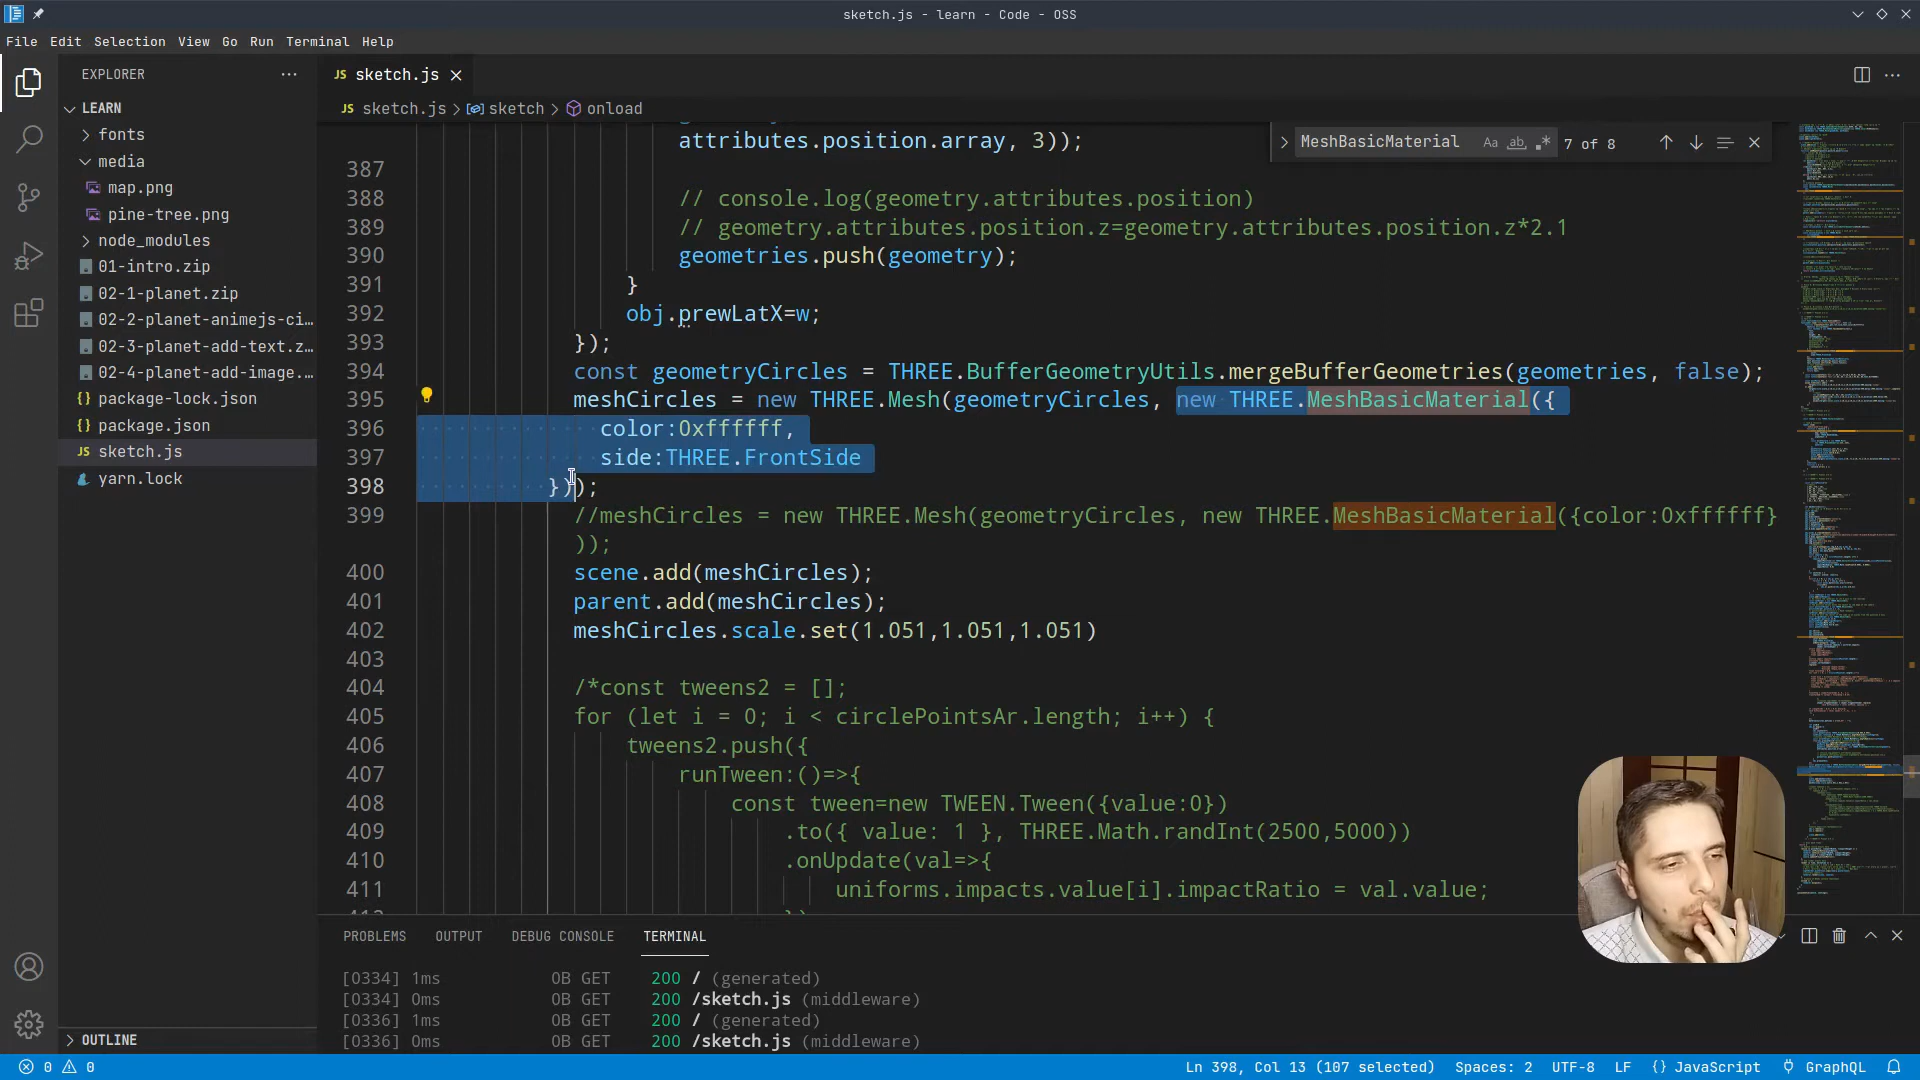 sketch.js - learn - Code - OSS
File Edit Selection View Go Run Terminal Help
EXPLORER
LEARN
fonts
media
map.png
pine-tree.png
node_modules
01-intro.zip
02-1-planet.zip
02-2-planet-animejs-ci...
02-3-planet-add-text.z...
02-4-planet-add-image....
package-lock.json
package.json
sketch.js
yarn.lock
OUTLINE
JS sketch.js
JS sketch.js > sketch > onload
MeshBasicMaterial Aa ab 7 of 8
attributes.position.array, 3));
387
388 // console.log(geometry.attributes.position)
389 // geometry.attributes.position.z=geometry.attributes.position.z*2.1
390 geometries.push(geometry);
391 }
392 obj.prewLatX=w;
393 });
394 const geometryCircles = THREE.BufferGeometryUtils.mergeBufferGeometries(geometries, false);
395 meshCircles = new THREE.Mesh(geometryCircles, new THREE.MeshBasicMaterial({
396 color:0xffffff,
397 side:THREE.FrontSide
398 }));
399 //meshCircles = new THREE.Mesh(geometryCircles, new THREE.MeshBasicMaterial({color:0xffffff}
));
400 scene.add(meshCircles);
401 parent.add(meshCircles);
402 meshCircles.scale.set(1.051,1.051,1.051)
403
404 /*const tweens2 = [];
405 for (let i = 0; i < circlePointsAr.length; i++) {
406 tweens2.push({
407 runTween:()=>{
408 const tween=new TWEEN.Tween({value:0})
409 .to({ value: 1 }, THREE.Math.randInt(2500,5000))
410 .onUpdate(val=>{
411 uniforms.impacts.value[i].impactRatio = val.value;
PROBLEMS OUTPUT DEBUG CONSOLE TERMINAL
[0334] 1ms 0B GET 200 / (generated)
[0334] 0ms 0B GET 200 /sketch.js (middleware)
[0336] 1ms 0B GET 200 / (generated)
[0336] 0ms 0B GET 200 /sketch.js (middleware)
0 0 Ln 398, Col 13 (107 selected) Spaces: 2 UTF-8 LF {} JavaScript GraphQL